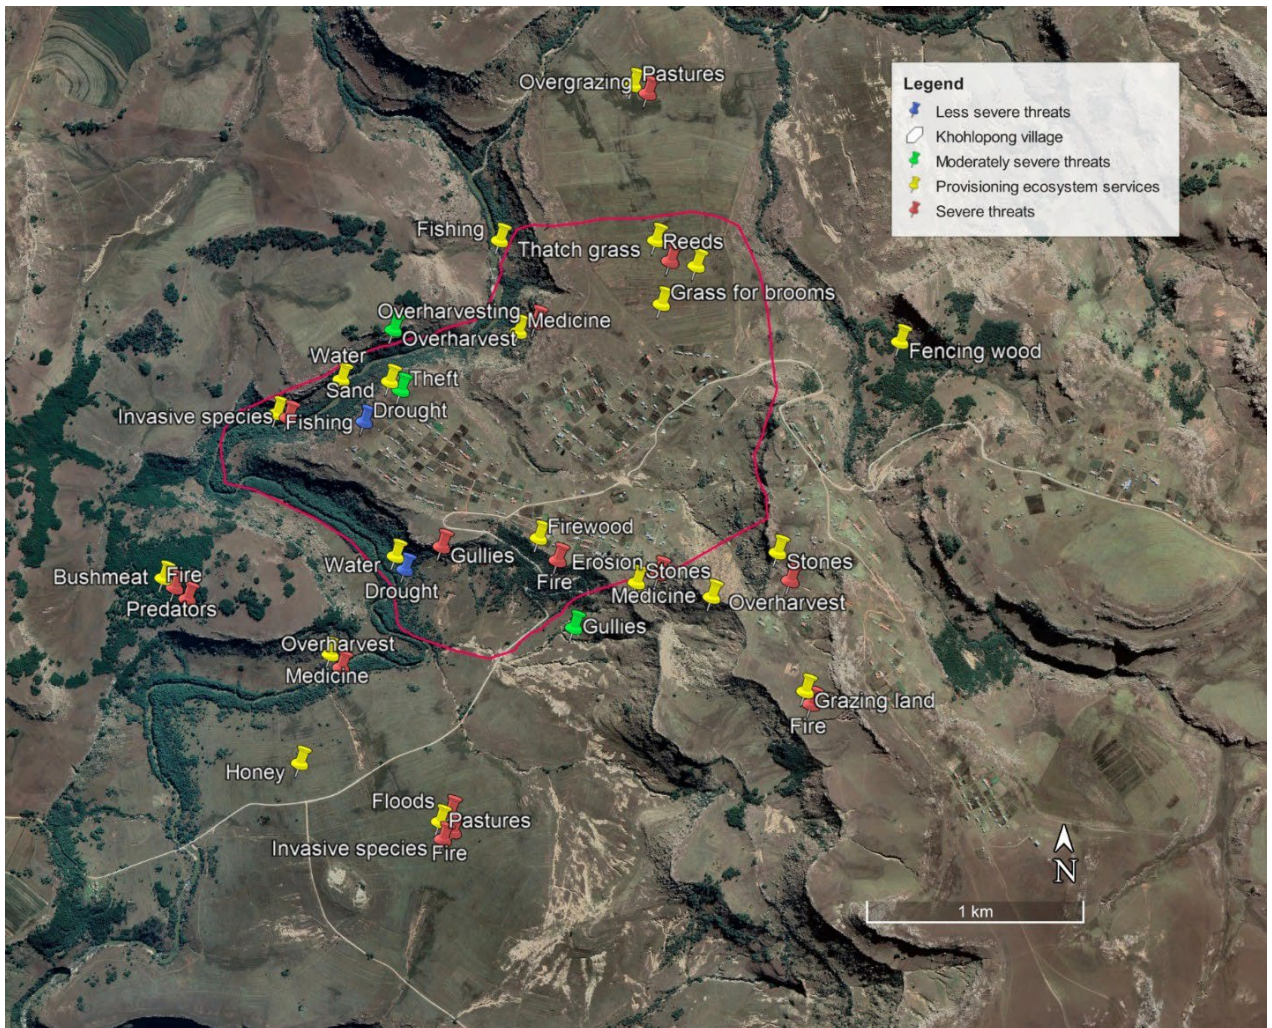 Overgrazing
Pastures
Legend
Less severe threats
Khohlopong village
Moderately severe threats
Provisioning ecosystem services
Severe threats
Fishing
Thatch grass
Reeds
Grass for brooms
Overharvesting
Overharvest
Medicine
Fencing wood
Water
Sand
Theft
Invasive species
Fishing
Drought
Firewood
Gullies
Water
Drought
Erosion
Fire
Stones
Medicine
Stones
Overharvest
Bushmeat
Fire
Predators
Gullies
Overharvest
Medicine
Grazing land
Fire
Honey
Floods
Pastures
Invasive species
Fire
N
1 km